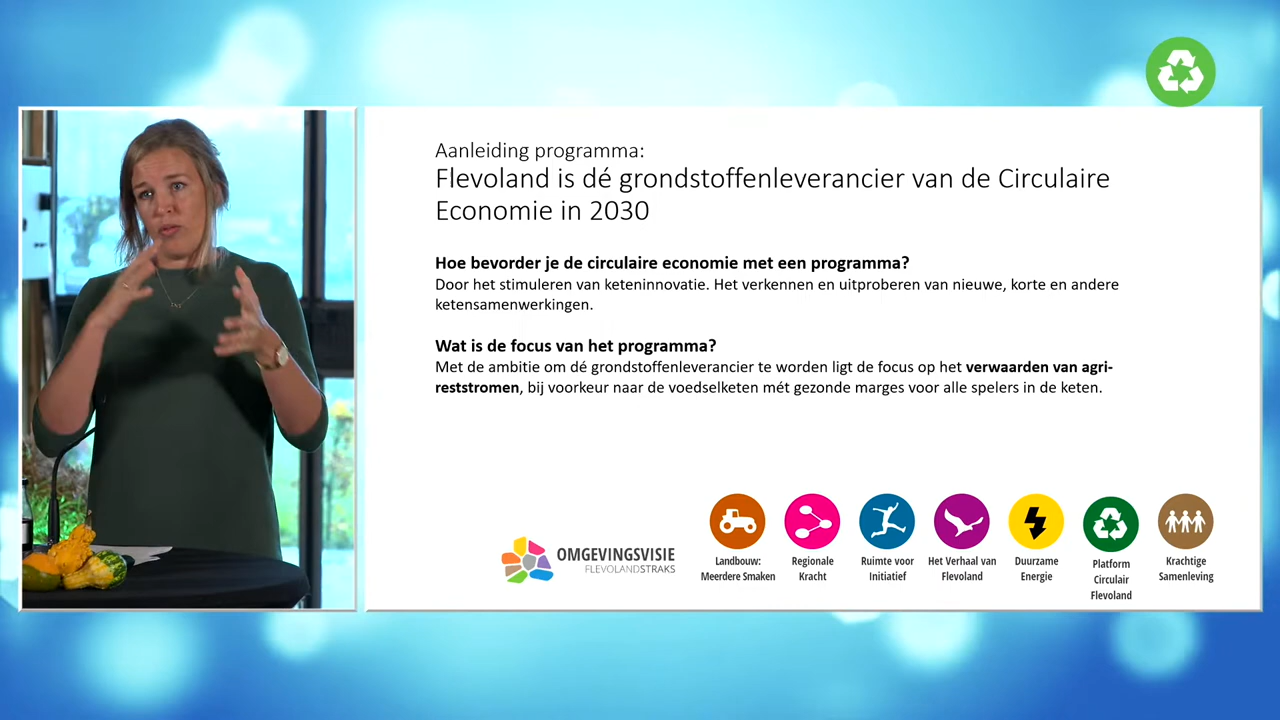 Aanleiding programma:
Flevoland is dé grondstoffenleverancier van de Circulaire
Economie in 2030
Hoe bevorder je de circulaire economie met een programma?
Door het stimuleren van keteninnovatie. Het verkennen en uitproberen van nieuwe, korte en andere
ketensamenwerkingen.
Wat is de focus van het programma?
Met de ambitie om dé grondstoffenleverancier te worden ligt de focus op het verwaarden van agri-
reststromen, bij voorkeur naar de voedselketen mét gezonde marges voor alle spelers in de keten.
OMGEVINGSVISIE
FLEVOLANDSTRAKS
Landbouw:
Meerdere Smaken
Regionale
Kracht
Ruimte voor
Initiatief
Het Verhaal van
Flevoland
Duurzame
Energie
Platform
Circulair
Flevoland
Krachtige
Samenleving